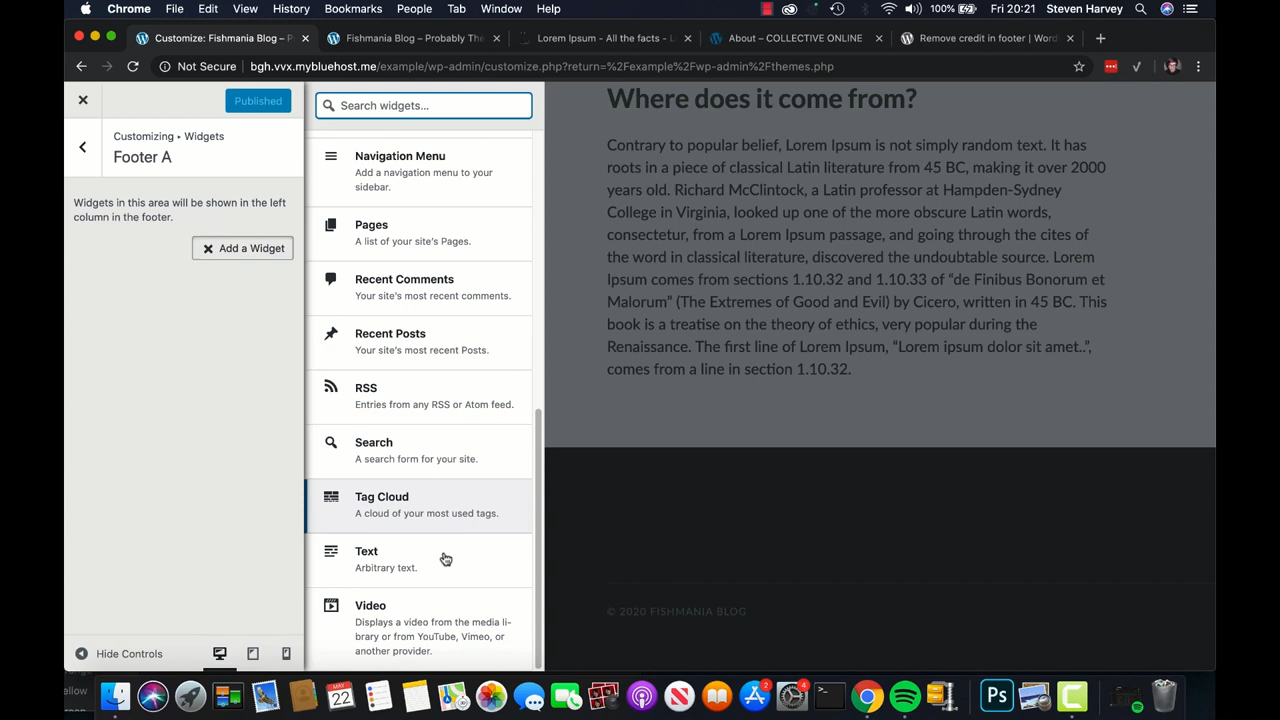 Chrome File Edit View History Bookmarks People Tab Window Help 100% Fri 20:21 Steven Harvey
Customize: Fishmania Blog – P Fishmania Blog – Probably The Lorem Ipsum - All the facts - L About – COLLECTIVE ONLINE Remove credit in footer | Word
Not Secure bgh.vvx.mybluehost.me/example/wp-admin/customize.php?return=%2Fexample%2Fwp-admin%2Fthemes.php
Published
Customizing ▸ Widgets
Footer A
Widgets in this area will be shown in the left
column in the footer.
Add a Widget
Hide Controls
Search widgets...
Navigation Menu
Add a navigation menu to your
sidebar.
Pages
A list of your site's Pages.
Recent Comments
Your site's most recent comments.
Recent Posts
Your site's most recent Posts.
RSS
Entries from any RSS or Atom feed.
Search
A search form for your site.
Tag Cloud
A cloud of your most used tags.
Text
Arbitrary text.
Video
Displays a video from the media li-
brary or from YouTube, Vimeo, or
another provider.
Where does it come from?
Contrary to popular belief, Lorem Ipsum is not simply random text. It has
roots in a piece of classical Latin literature from 45 BC, making it over 2000
years old. Richard McClintock, a Latin professor at Hampden-Sydney
College in Virginia, looked up one of the more obscure Latin words,
consectetur, from a Lorem Ipsum passage, and going through the cites of
the word in classical literature, discovered the undoubtable source. Lorem
Ipsum comes from sections 1.10.32 and 1.10.33 of “de Finibus Bonorum et
Malorum” (The Extremes of Good and Evil) by Cicero, written in 45 BC. This
book is a treatise on the theory of ethics, very popular during the
Renaissance. The first line of Lorem Ipsum, “Lorem ipsum dolor sit amet..”,
comes from a line in section 1.10.32.
© 2020 FISHMANIA BLOG
ellow
MAY
22
2
4
Ps